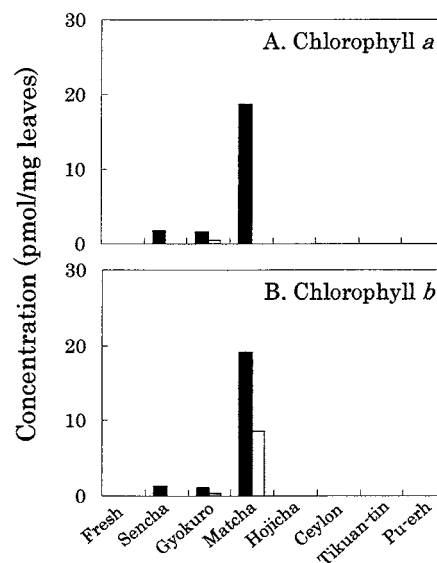 Concentration (pmol/mg leaves)
A. Chlorophyll a
30
20
10
0
B. Chlorophyll b
30
20
10
0
Fresh
Sencha
Gyokuro
Matcha
Hojicha
Ceylon
Tikuan-tin
Pu-erh